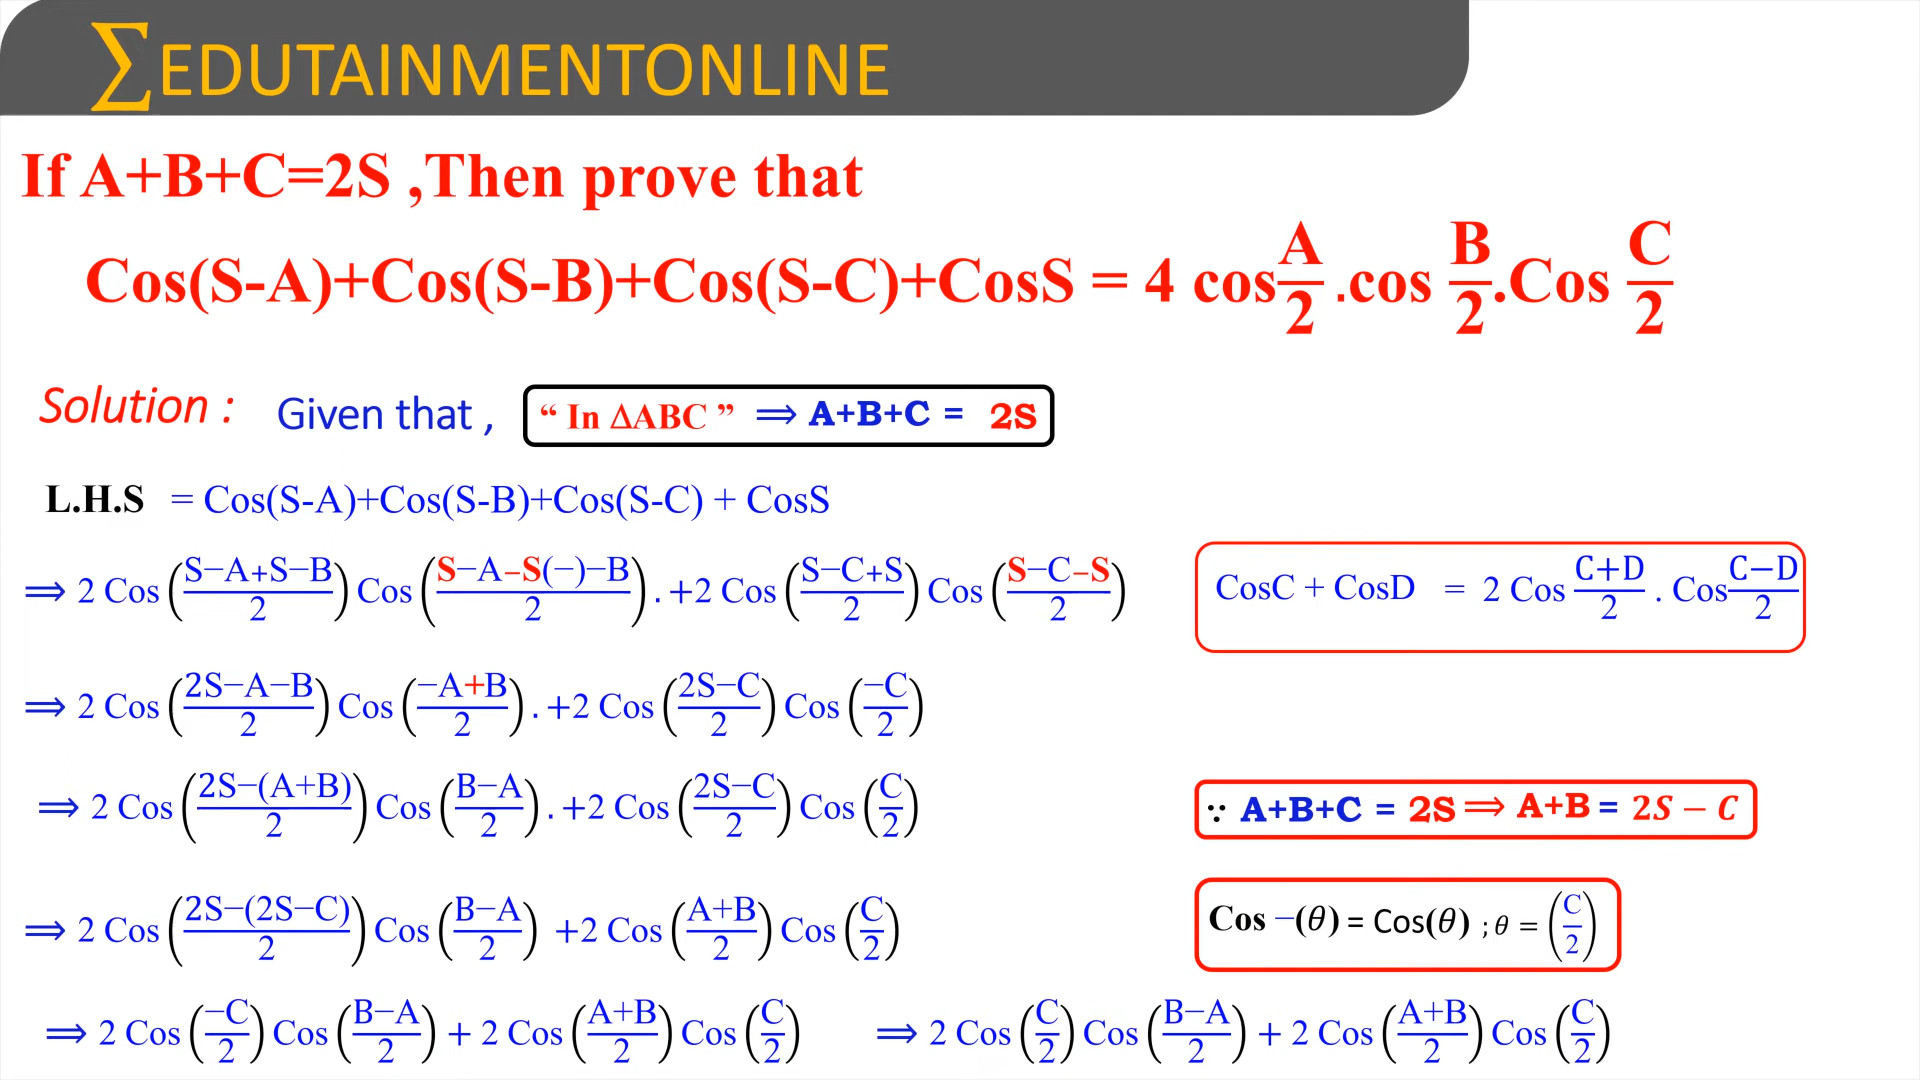 ∑EDUTAINMENTONLINE
If A+B+C=2S ,Then prove that
Cos(S-A)+Cos(S-B)+Cos(S-C)+CosS = 4 cos A/2 .cos B/2.Cos C/2
Solution : Given that , “ In ΔABC ” ⟹ A+B+C = 2S
L.H.S = Cos(S-A)+Cos(S-B)+Cos(S-C) + CosS
⟹ 2 Cos ((S−A+S−B)/2) Cos ((S−A−S(−)−B)/2) . +2 Cos ((S−C+S)/2) Cos ((S−C−S)/2)
CosC + CosD = 2 Cos (C+D)/2 . Cos (C−D)/2
⟹ 2 Cos ((2S−A−B)/2) Cos ((−A+B)/2) . +2 Cos ((2S−C)/2) Cos (−C/2)
⟹ 2 Cos ((2S−(A+B))/2) Cos ((B−A)/2) . +2 Cos ((2S−C)/2) Cos (C/2)
∵ A+B+C = 2S ⟹ A+B = 2S − C
⟹ 2 Cos ((2S−(2S−C))/2) Cos ((B−A)/2) +2 Cos ((A+B)/2) Cos (C/2)
Cos −(θ) = Cos(θ) ; θ = (C/2)
⟹ 2 Cos (−C/2) Cos ((B−A)/2) + 2 Cos ((A+B)/2) Cos (C/2) ⟹ 2 Cos (C/2) Cos ((B−A)/2) + 2 Cos ((A+B)/2) Cos (C/2)